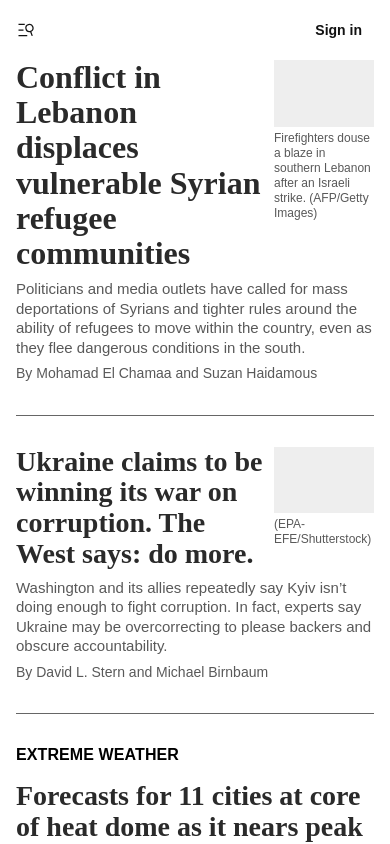 Sign in
Conflict in
Lebanon
displaces
vulnerable Syrian
refugee
communities
Firefighters douse
a blaze in
southern Lebanon
after an Israeli
strike. (AFP/Getty
Images)
Politicians and media outlets have called for mass
deportations of Syrians and tighter rules around the
ability of refugees to move within the country, even as
they flee dangerous conditions in the south.
By Mohamad El Chamaa and Suzan Haidamous
Ukraine claims to be
winning its war on
corruption. The
West says: do more.
(EPA-
EFE/Shutterstock)
Washington and its allies repeatedly say Kyiv isn’t
doing enough to fight corruption. In fact, experts say
Ukraine may be overcorrecting to please backers and
obscure accountability.
By David L. Stern and Michael Birnbaum
EXTREME WEATHER
Forecasts for 11 cities at core
of heat dome as it nears peak